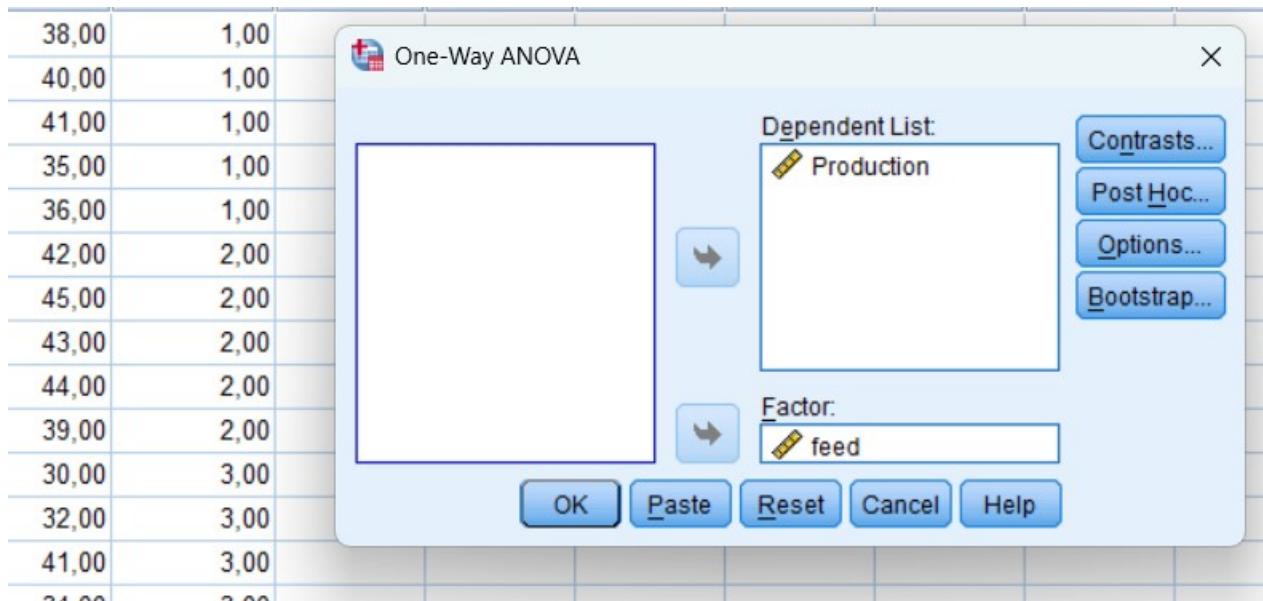 38,00 1,00
40,00 1,00
41,00 1,00
35,00 1,00
36,00 1,00
42,00 2,00
45,00 2,00
43,00 2,00
44,00 2,00
39,00 2,00
30,00 3,00
32,00 3,00
41,00 3,00
One-Way ANOVA
Dependent List:
Production
Contrasts...
Post Hoc...
Options...
Bootstrap...
Factor:
feed
OK Paste Reset Cancel Help